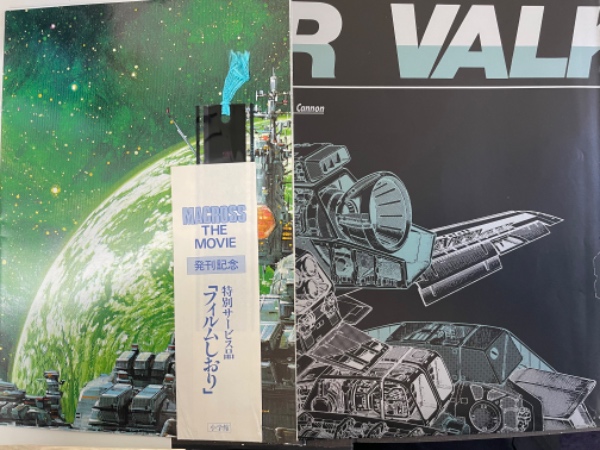 R VALK
Cannon
MACROSS
THE
MOVIE
発刊記念
特別サービス品
「フィルムしおり」
小学館